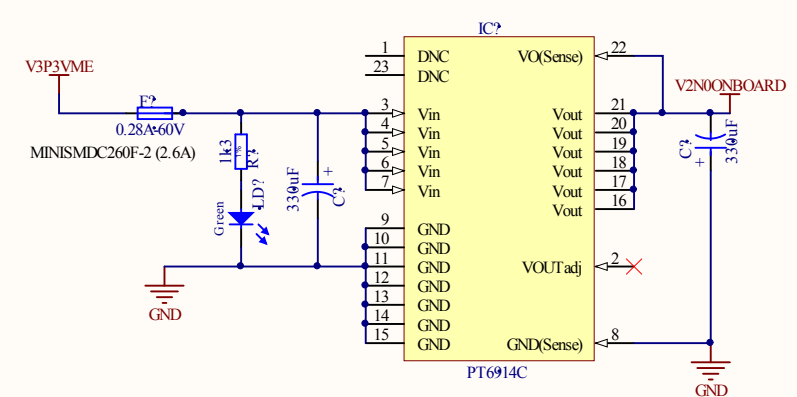 IC?
1
DNC
VO(Sense)
22
23
DNC
V3P3VME
V2N0ONBOARD
F?
0.28A-60V
MINISMDC260F-2 (2.6A)
3
Vin
Vout
21
4
Vin
Vout
20
5
Vin
Vout
19
6
Vin
Vout
18
7
Vin
Vout
17
Vout
16
1k3
1%
R?
Green
LD?
330uF
+
C?
C?
+
330uF
9
GND
10
GND
11
GND
VOUTadj
2
12
GND
13
GND
14
GND
15
GND
GND(Sense)
8
GND
PT6914C
GND